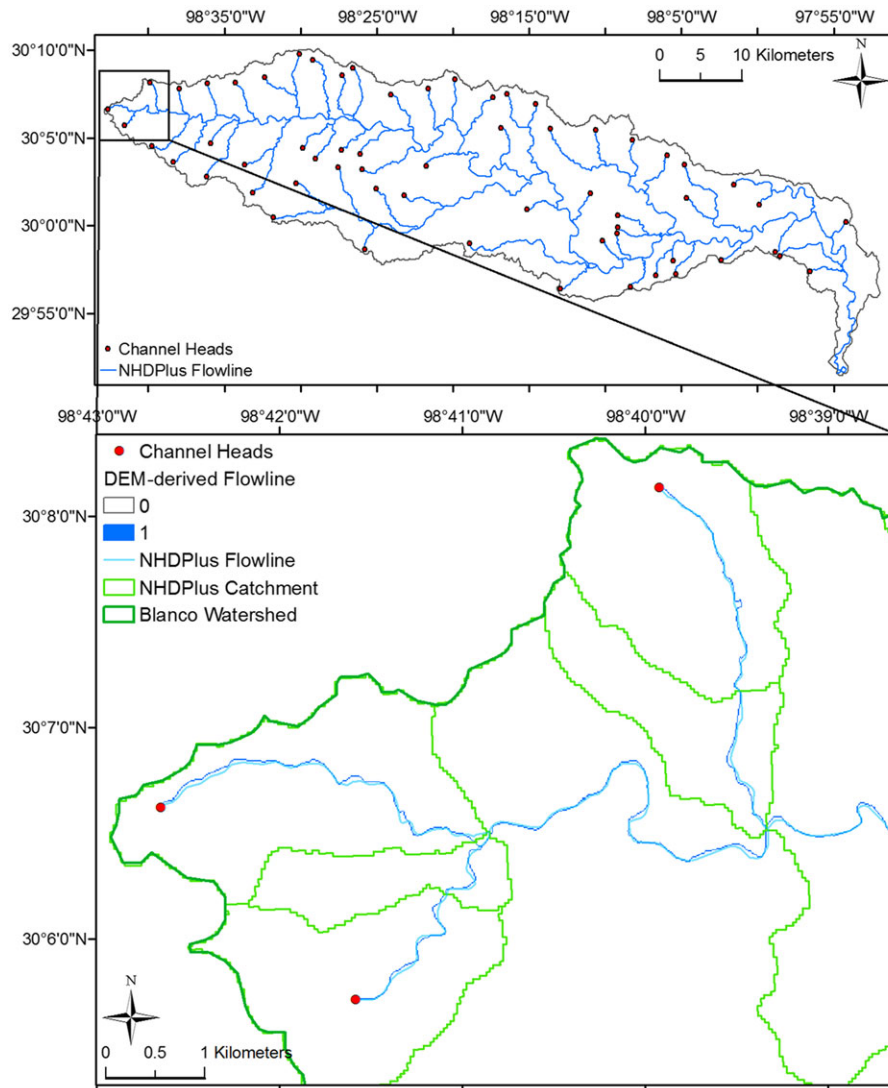 98°35'0"W 98°25'0"W 98°15'0"W 98°5'0"W 97°55'0"W
30°10'0"N
N
0 5 10 Kilometers
30°5'0"N
30°0'0"N
29°55'0"N
Channel Heads
NHDPlus Flowline
98°43'0"W 98°42'0"W 98°41'0"W 98°40'0"W 98°39'0"W
Channel Heads
DEM-derived Flowline
0
1
NHDPlus Flowline
NHDPlus Catchment
Blanco Watershed
30°8'0"N
30°7'0"N
30°6'0"N
N
0 0.5 1 Kilometers